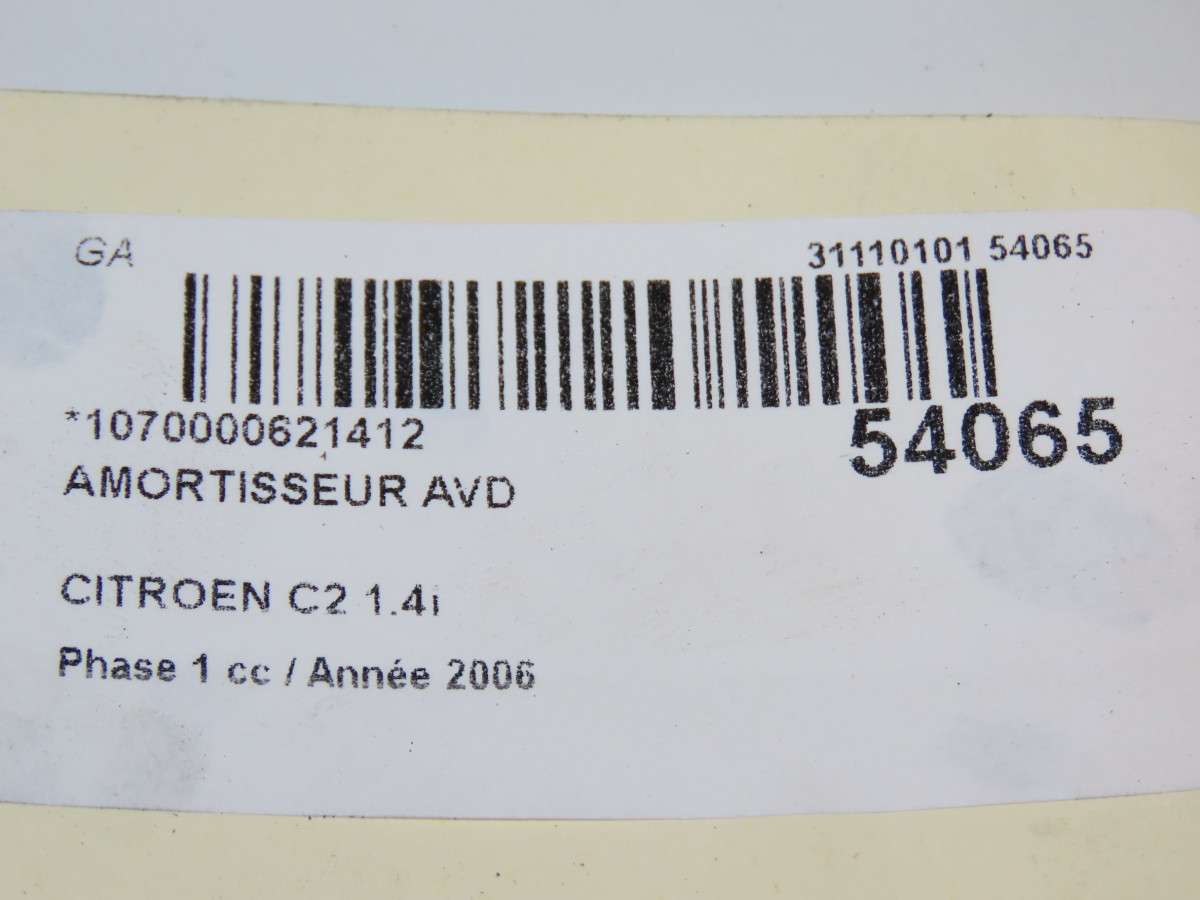 GA
31110101 54065
*1070000621412
54065
AMORTISSEUR AVD
CITROEN C2 1.4i
Phase 1 cc / Année 2006